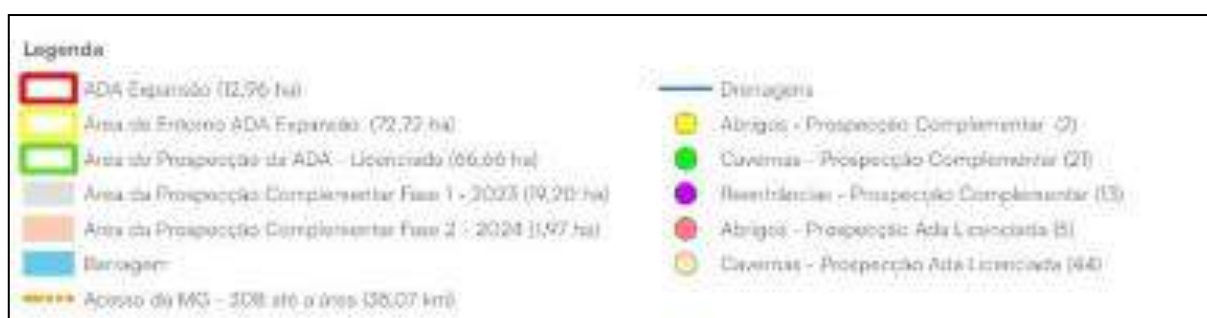 Legenda
ADA Expansão (12,96 ha)
Área de Entorno ADA Expansão (72,72 ha)
Área de Prospecção da ADA - Licenciada (66,66 ha)
Área da Prospecção Complementar Fase 1 - 2023 (19,20 ha)
Área da Prospecção Complementar Fase 2 - 2024 (1,97 ha)
Barragem
Acesso da MG - 308 até a área (38,07 km)
Drenagens
Abrigos - Prospecção Complementar (2)
Cavernas - Prospecção Complementar (21)
Reentrâncias - Prospecção Complementar (13)
Abrigos - Prospecção Ada Licenciada (5)
Cavernas - Prospecção Ada Licenciada (44)